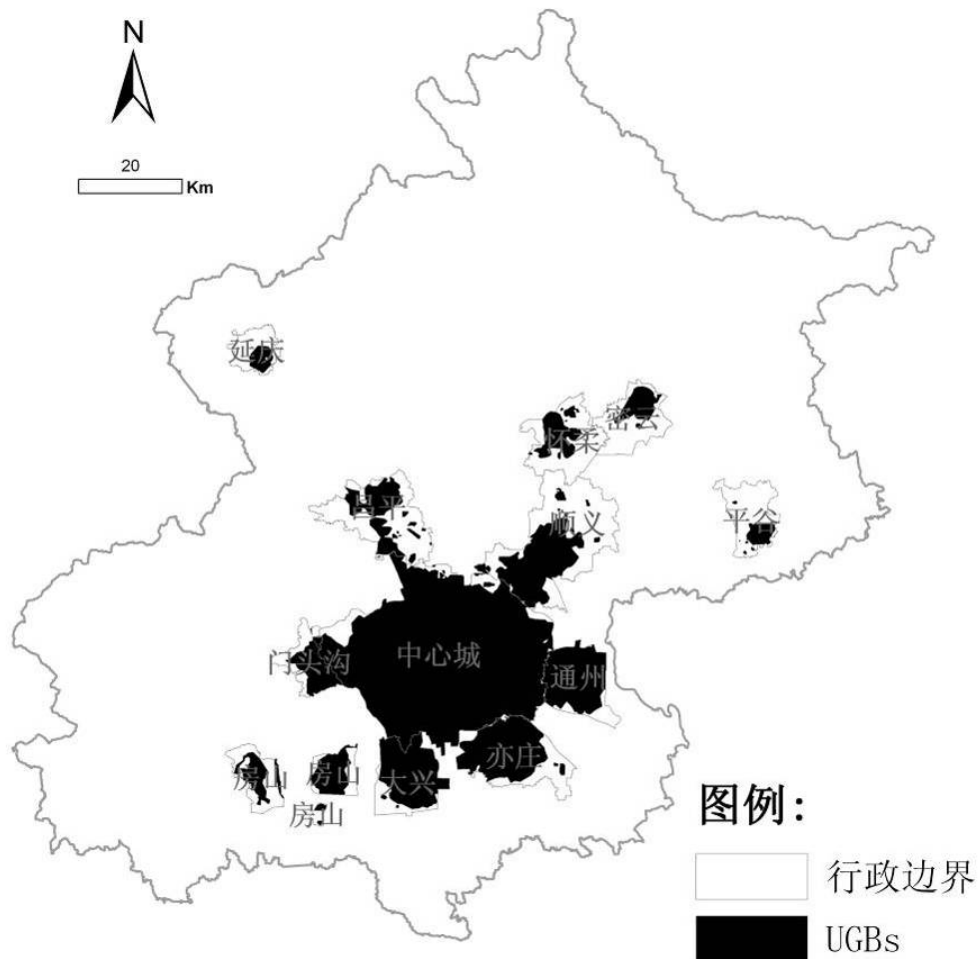 N
20
Km
延庆
密云
怀柔
昌平
顺义
平谷
中心城
门头沟
通州
亦庄
房山
房山
大兴
房山
图例:
行政边界
UGBs